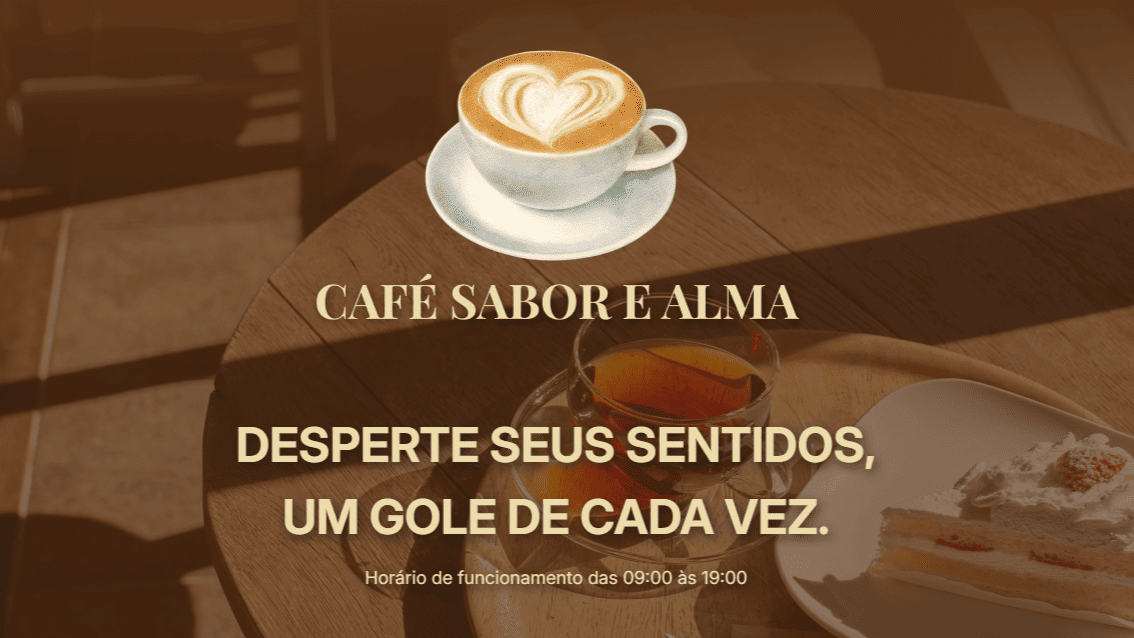 CAFÉ SABOR E ALMA
DESPERTE SEUS SENTIDOS,
UM GOLE DE CADA VEZ.
Horário de funcionamento das 09:00 às 19:00